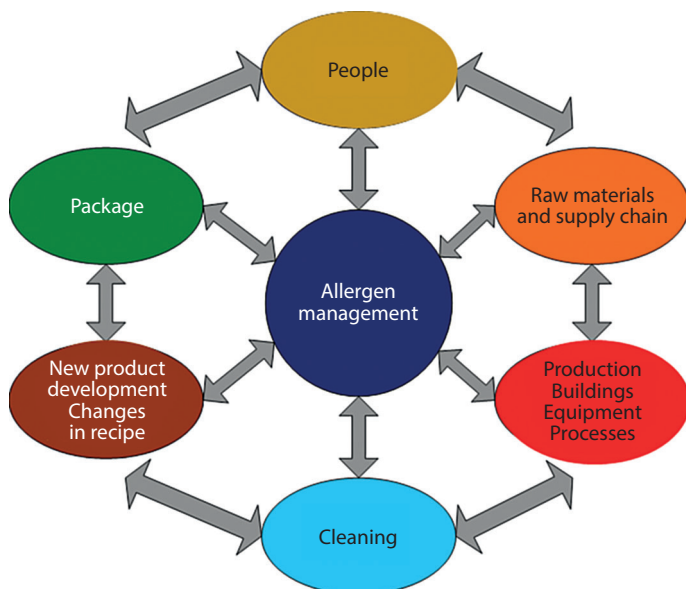 People
Package
Raw materials
and supply chain
Allergen
management
New product
development
Changes
in recipe
Production
Buildings
Equipment
Processes
Cleaning